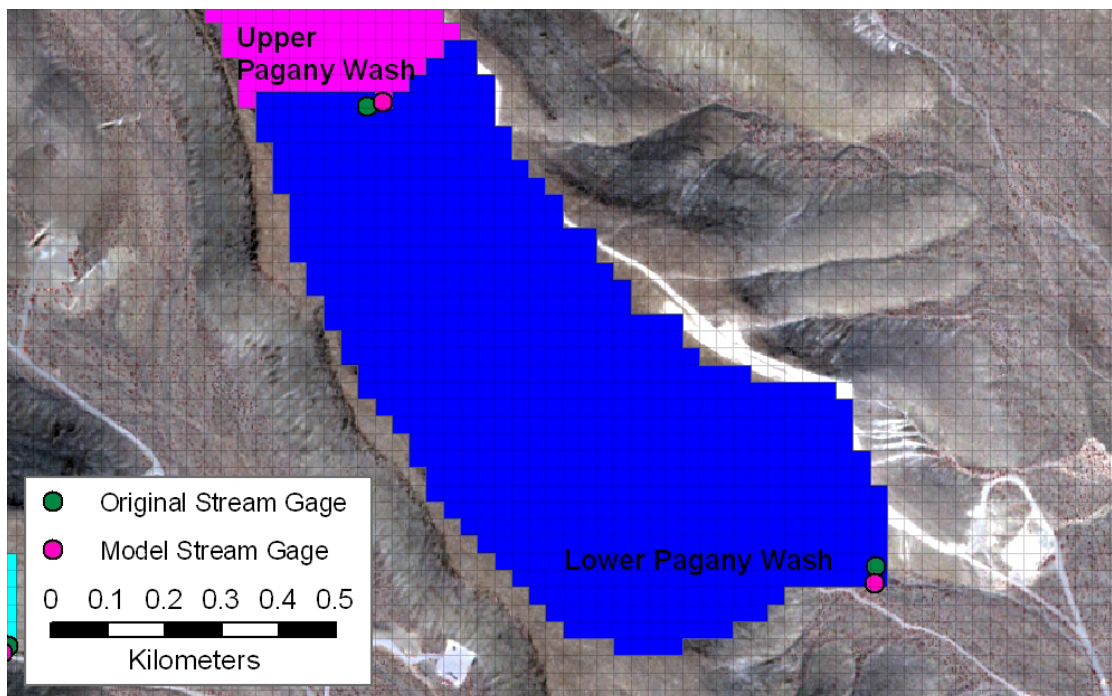 Upper
Pagany Wash
Lower Pagany Wash
Original Stream Gage
Model Stream Gage
0 0.1 0.2 0.3 0.4 0.5
Kilometers